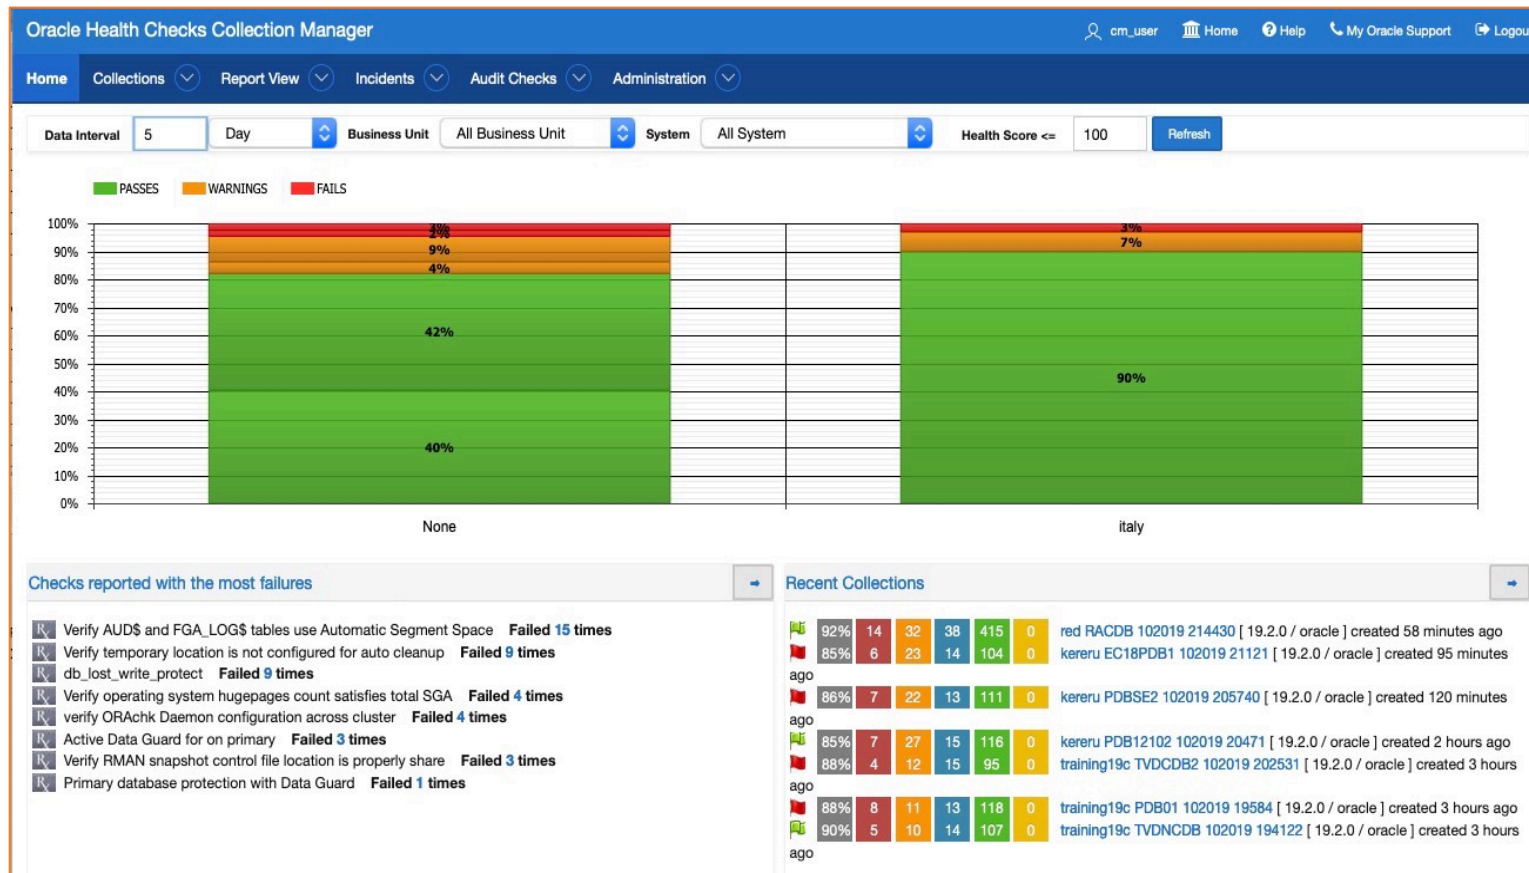 Oracle Health Checks Collection Manager
cm_user Home Help My Oracle Support Logou
Home Collections Report View Incidents Audit Checks Administration
Data Interval 5 Day Business Unit All Business Unit System All System Health Score <= 100 Refresh
PASSES WARNINGS FAILS
100%
90%
80%
70%
60%
50%
40%
30%
20%
10%
0%
2%
9%
4%
42%
40%
3%
7%
90%
None
italy
Checks reported with the most failures
Verify AUD$ and FGA_LOG$ tables use Automatic Segment Space Failed 15 times
Verify temporary location is not configured for auto cleanup Failed 9 times
db_lost_write_protect Failed 9 times
Verify operating system hugepages count satisfies total SGA Failed 4 times
verify ORAchk Daemon configuration across cluster Failed 4 times
Active Data Guard for on primary Failed 3 times
Verify RMAN snapshot control file location is properly share Failed 3 times
Primary database protection with Data Guard Failed 1 times
Recent Collections
92% 14 32 38 415 0 red RACDB 102019 214430 [ 19.2.0 / oracle ] created 58 minutes ago
85% 6 23 14 104 0 kereru EC18PDB1 102019 21121 [ 19.2.0 / oracle ] created 95 minutes
ago
86% 7 22 13 111 0 kereru PDBSE2 102019 205740 [ 19.2.0 / oracle ] created 120 minutes
ago
85% 7 27 15 116 0 kereru PDB12102 102019 20471 [ 19.2.0 / oracle ] created 2 hours ago
88% 4 12 15 95 0 training19c TVDCDB2 102019 202531 [ 19.2.0 / oracle ] created 3 hours
ago
88% 8 11 13 118 0 training19c PDB01 102019 19584 [ 19.2.0 / oracle ] created 3 hours ago
90% 5 10 14 107 0 training19c TVDNCDB 102019 194122 [ 19.2.0 / oracle ] created 3 hours
ago